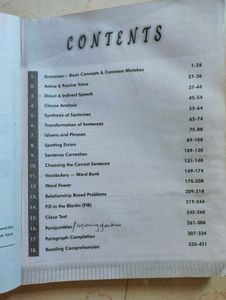 CONTENTS
1. Grammar— Basic Concepts & Common Mistakes 1-26
2. Active & Passive Voice 27-36
3. Direct & Indirect Speech 37-44
4. Clause Analysis 45-54
5. Synthesis of Sentences 55-64
6. Transformation of Sentences 65-74
7. Idioms and Phrases 75-88
8. Spotting Errors 89-108
9. Sentence Correction 109-130
10. Choosing the Correct Sentence 131-148
11. Vocabulary — Word Bank 149-174
12. Word Power 175-208
13. Relationship Based Problems 209-218
14. Fill in the Blanks (FIB) 219-244
15. Cloze Test 245-260
16. Parajumbles/ 261-306
17. Paragraph Completion 307-334
18. Reading Comprehension 335-451